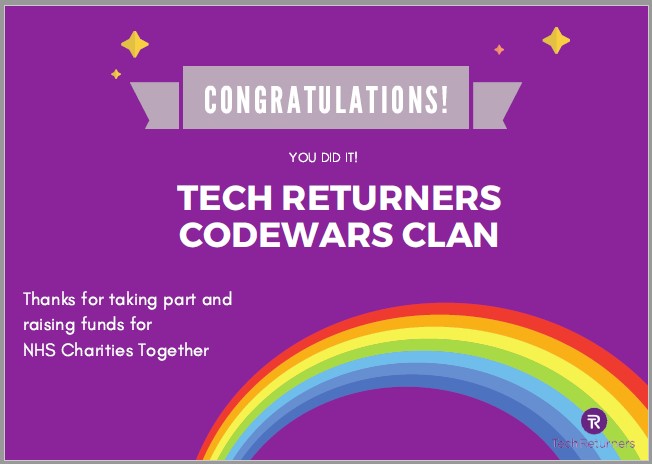 CONGRATULATIONS!
YOU DID IT!
TECH RETURNERS
CODEWARS CLAN
Thanks for taking part and
raising funds for
NHS Charities Together
TR
TechReturners